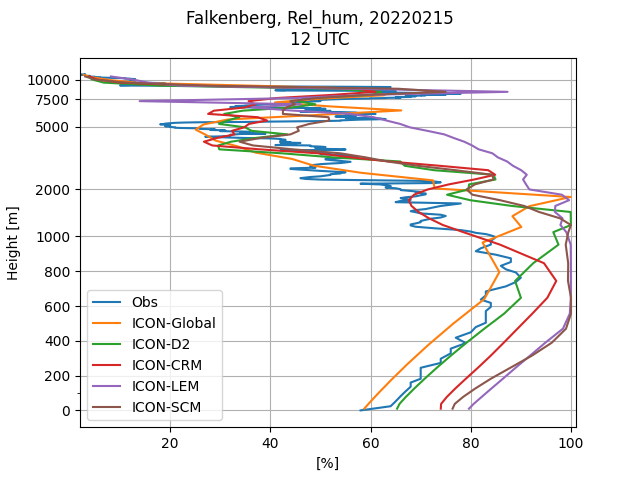 Falkenberg, Rel_hum, 20220215
12 UTC
Height [m]
10000
7500
5000
2000
1000
800
600
400
200
0
Obs
ICON-Global
ICON-D2
ICON-CRM
ICON-LEM
ICON-SCM
20 40 60 80 100
[%]